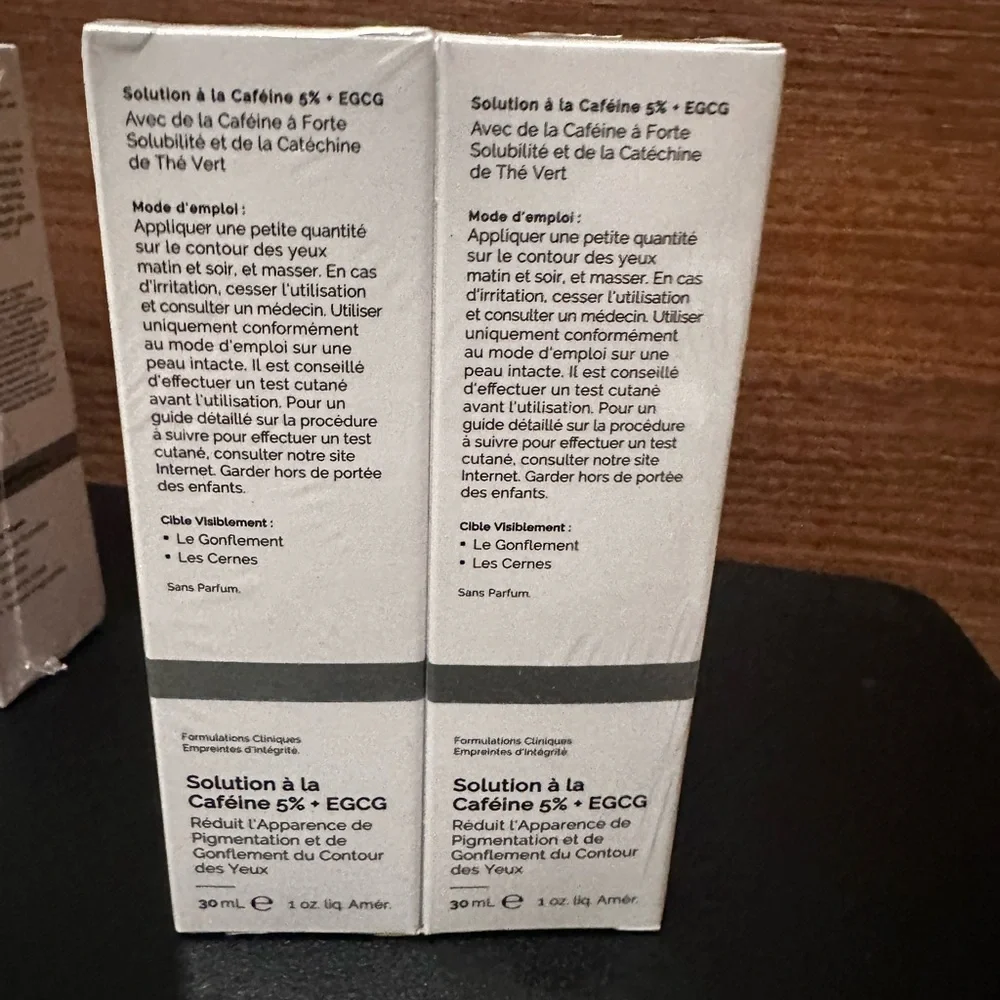 Solution à la Caféine 5% + EGCG
Avec de la Caféine à Forte
Solubilité et de la Catéchine
de Thé Vert
Mode d'emploi :
Appliquer une petite quantité
sur le contour des yeux
matin et soir, et masser. En cas
d'irritation, cesser l'utilisation
et consulter un médecin. Utiliser
uniquement conformément
au mode d'emploi sur une
peau intacte. Il est conseillé
d'effectuer un test cutané
avant l'utilisation. Pour un
guide détaillé sur la procédure
à suivre pour effectuer un test
cutané, consulter notre site
Internet. Garder hors de portée
des enfants.
Cible Visiblement :
• Le Gonflement
• Les Cernes
Sans Parfum.
Formulations Cliniques
Empreintes d'Intégrité.
Solution à la
Caféine 5% + EGCG
Réduit l'Apparence de
Pigmentation et de
Gonflement du Contour
des Yeux
30 mL e 1 oz. liq. Amér.
Solution à la Caféine 5% + EGCG
Avec de la Caféine à Forte
Solubilité et de la Catéchine
de Thé Vert
Mode d'emploi :
Appliquer une petite quantité
sur le contour des yeux
matin et soir, et masser. En cas
d'irritation, cesser l'utilisation
et consulter un médecin. Utiliser
uniquement conformément
au mode d'emploi sur une
peau intacte. Il est conseillé
d'effectuer un test cutané
avant l'utilisation. Pour un
guide détaillé sur la procédure
à suivre pour effectuer un test
cutané, consulter notre site
Internet. Garder hors de portée
des enfants.
Cible Visiblement :
• Le Gonflement
• Les Cernes
Sans Parfum.
Formulations Cliniques
Empreintes d'Intégrité.
Solution à la
Caféine 5% + EGCG
Réduit l'Apparence de
Pigmentation et de
Gonflement du Contour
des Yeux
30 mL e 1 oz. liq. Amér.